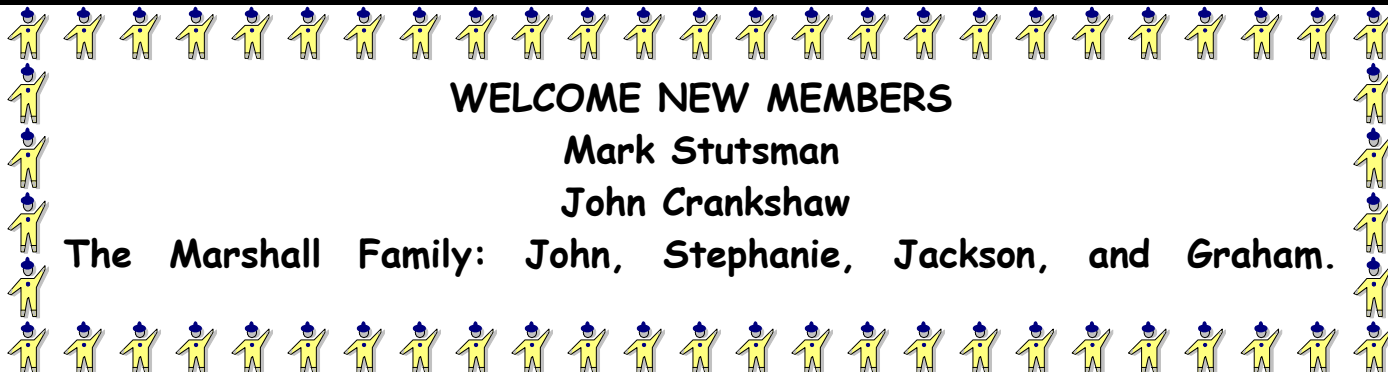 WELCOME NEW MEMBERS
Mark Stutsman
John Crankshaw
The Marshall Family: John, Stephanie, Jackson, and Graham.